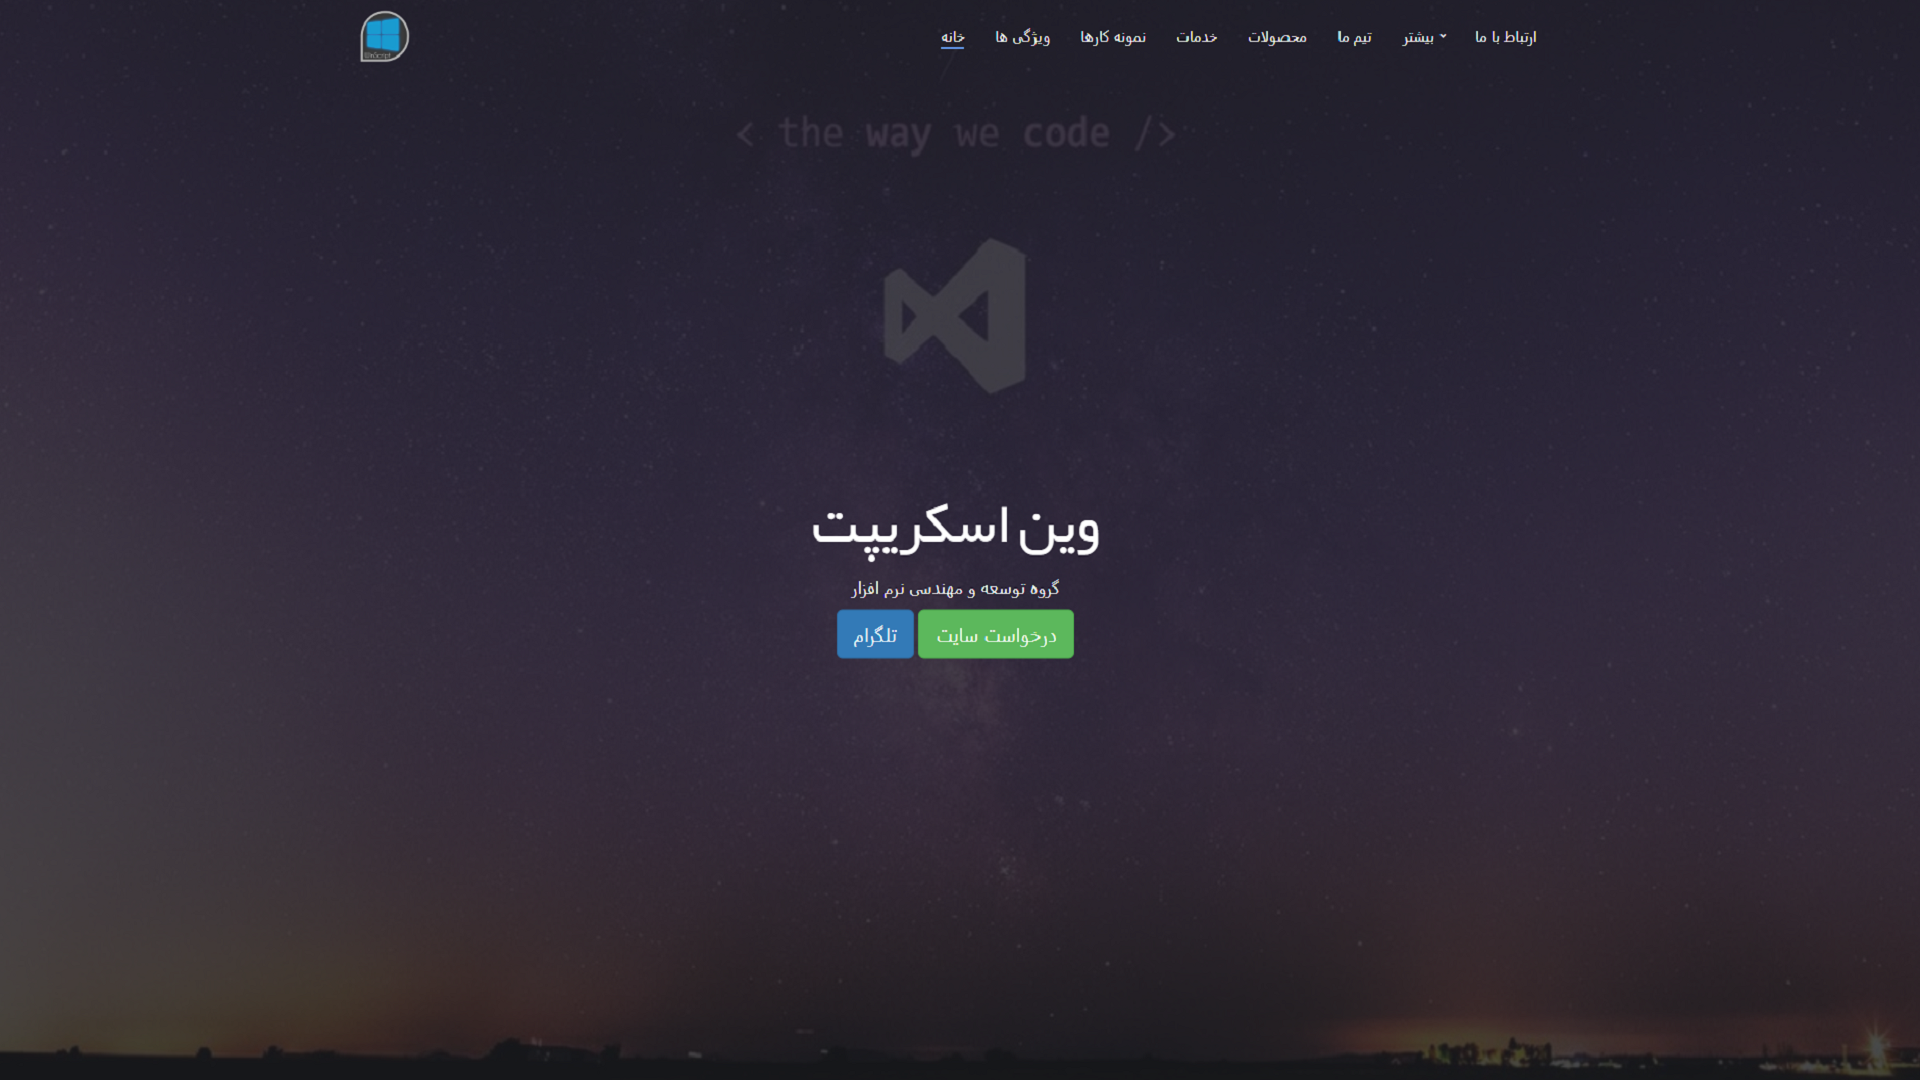 خانه ویژگی ها نمونه کارها خدمات محصولات تیم ما بیشتر ارتباط با ما
< the way we code />
وین اسکریپت
گروه توسعه و مهندسی نرم افزار
تلگرام درخواست سایت